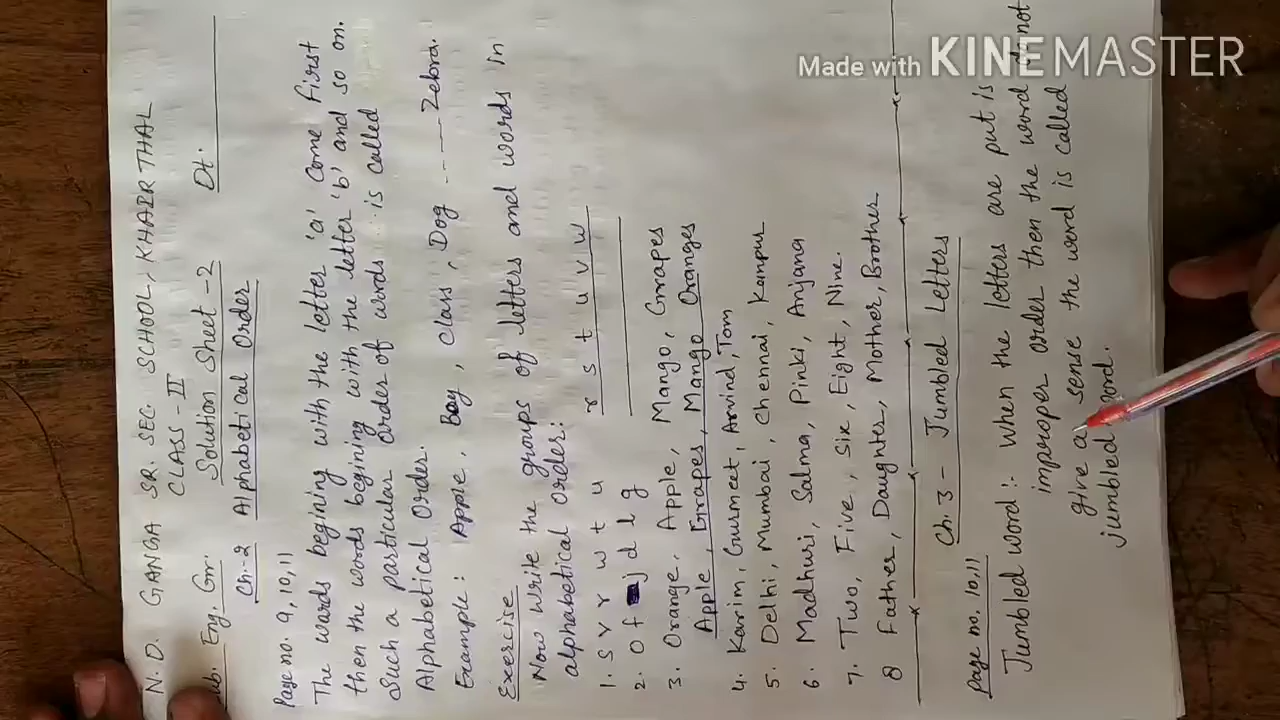 N. D. GANGA SR. SEC. SCHOOL, KHAIRTHAL
CLASS - II
ub. Eng. Gr. Solution Sheet - 2 Dt.
Ch-2 Alphabetical Order
Page no. 9, 10, 11
The words begining with the letter 'a' come first
then the words begining with the letter 'b' and so on.
Such a particular order of words is called
Alphabetical Order.
Example: Apple, Boy, Class, Dog ----- Zebra.
Exercise
Now write the groups of letters and words in
alphabetical order:
1. s v r w t u r s t u v w
2. o f j d l g
3. Orange, Apple, Mango, Grapes
Apple, Grapes, Mango Oranges
4. Karim, Gurmeet, Arvind, Tom
5. Delhi, Mumbai, Chennai, Kanpur
6. Madhuri, Salma, Pinki, Anjana
7. Two, Five, Six, Eight, Nine.
8 Father, Daughter, Mother, Brother
Ch. 3 - Jumbled Letters
Page no. 10, 11
Jumbled word:- When the letters are put is
improper order then the word do not
give a sense the word is called
jumbled word.
Made with KINEMASTER